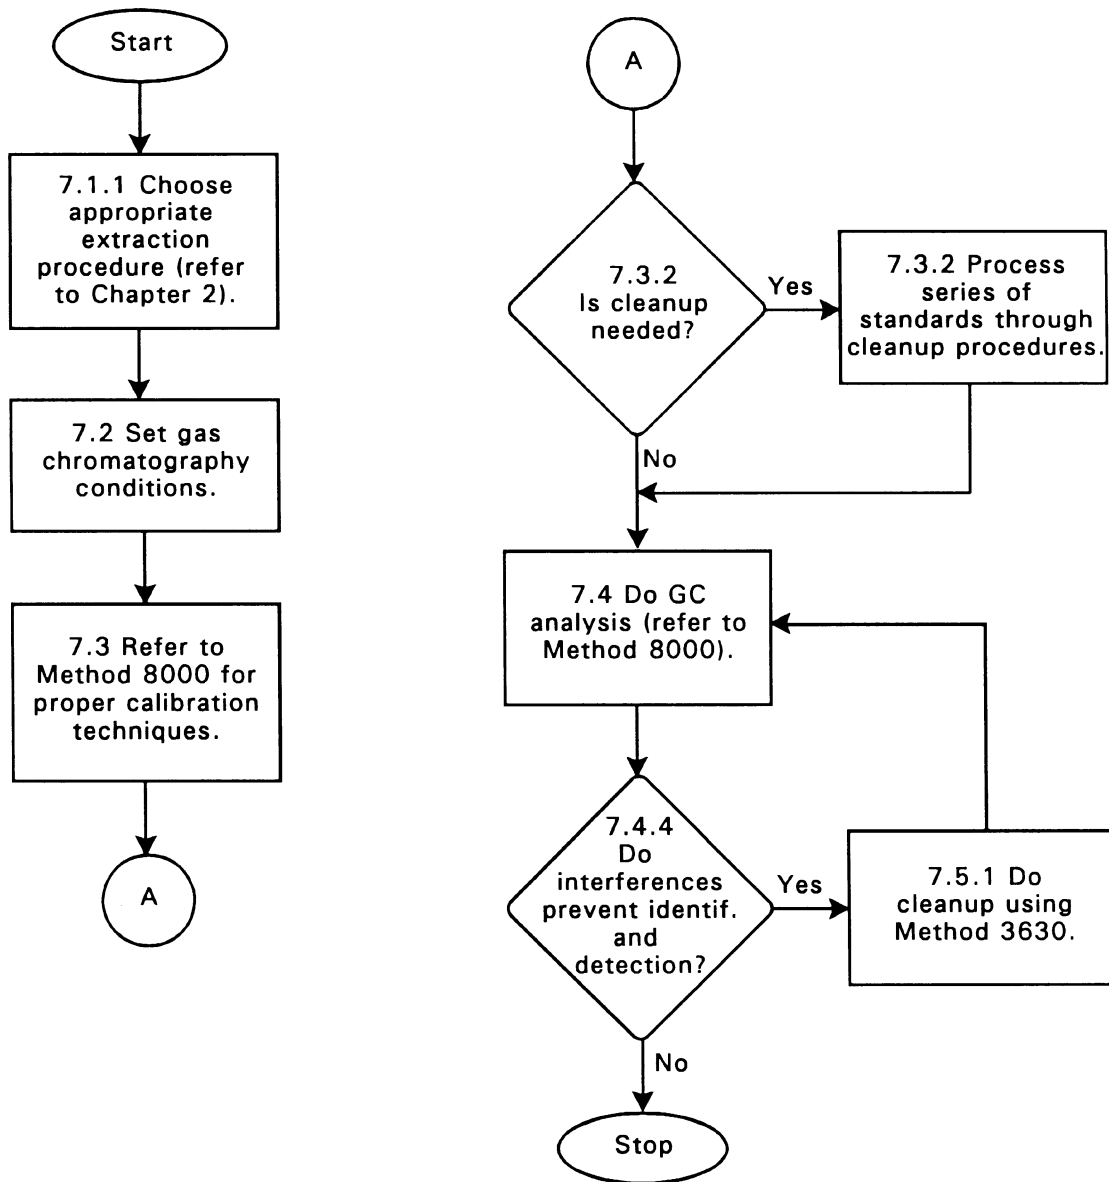 Start
7.1.1 Choose
appropriate
extraction
procedure (refer
to Chapter 2).
7.2 Set gas
chromatography
conditions.
7.3 Refer to
Method 8000 for
proper calibration
techniques.
A
A
7.3.2
Is cleanup
needed?
Yes
7.3.2 Process
series of
standards through
cleanup procedures.
No
7.4 Do GC
analysis (refer to
Method 8000).
7.4.4
Do
interferences
prevent identif.
and
detection?
Yes
7.5.1 Do
cleanup using
Method 3630.
No
Stop